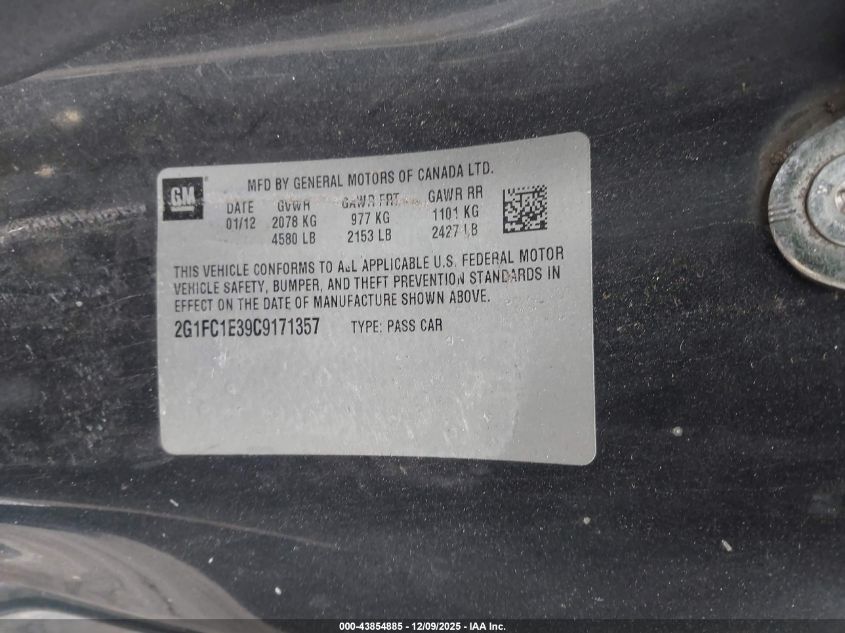 GM
MFD BY GENERAL MOTORS OF CANADA LTD.
DATE GVWR GAWR FRT GAWR RR
01/12 2078 KG 977 KG 1101 KG
4580 LB 2153 LB 2427 LB
THIS VEHICLE CONFORMS TO ALL APPLICABLE U.S. FEDERAL MOTOR
VEHICLE SAFETY, BUMPER, AND THEFT PREVENTION STANDARDS IN
EFFECT ON THE DATE OF MANUFACTURE SHOWN ABOVE.
2G1FC1E39C9171357 TYPE: PASS CAR
000-43854885 - 12/09/2025 - IAA Inc.